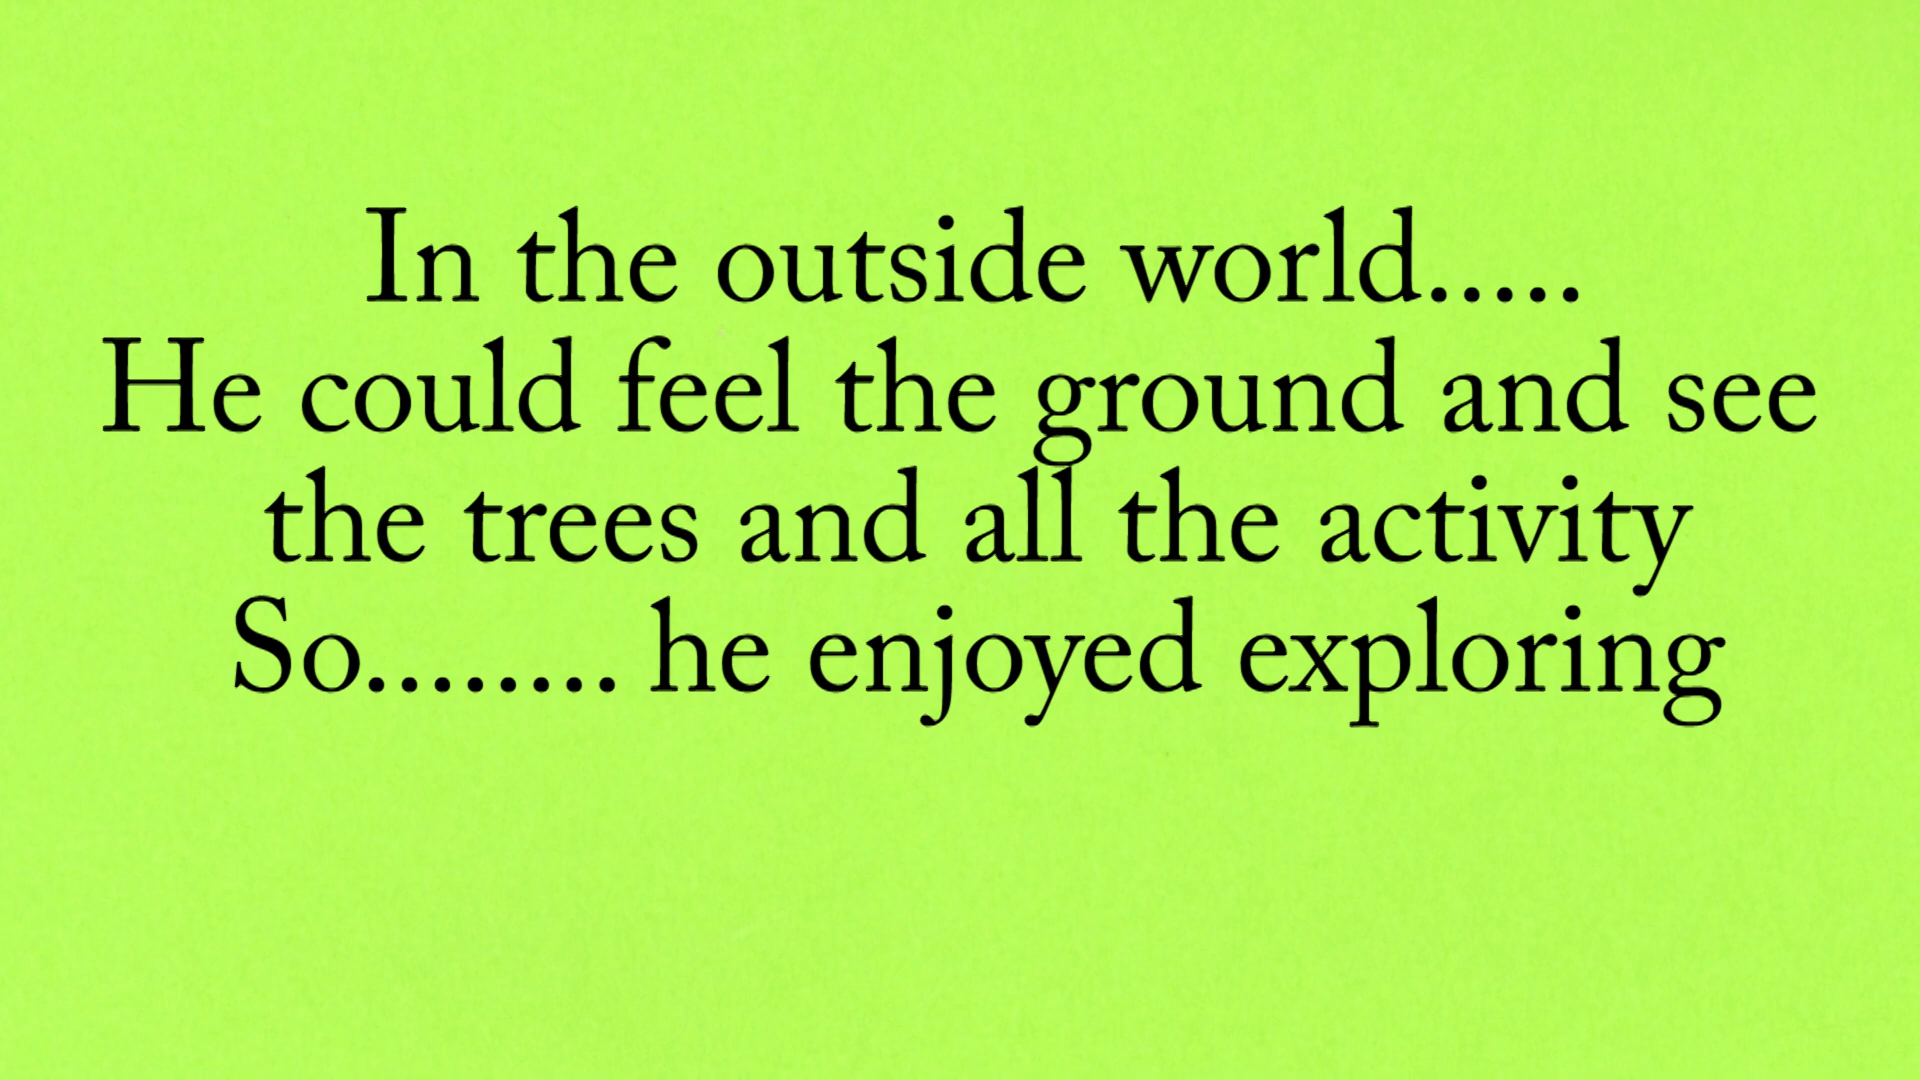 In the outside world.....
He could feel the ground and see
the trees and all the activity
So........ he enjoyed exploring